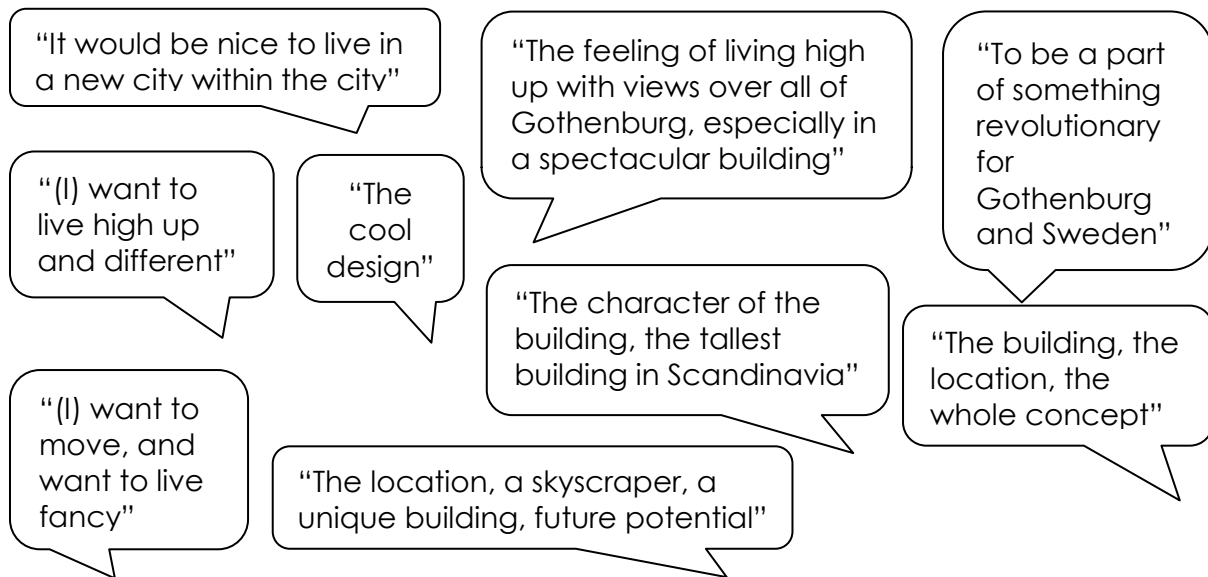 “It would be nice to live in
a new city within the city”
“The feeling of living high
up with views over all of
Gothenburg, especially in
a spectacular building”
“To be a part
of something
revolutionary
for
Gothenburg
and Sweden”
“(I) want to
live high up
and different”
“The
cool
design”
“The character of the
building, the tallest
building in Scandinavia”
“The building, the
location, the
whole concept”
“(I) want to
move, and
want to live
fancy”
“The location, a skyscraper, a
unique building, future potential”